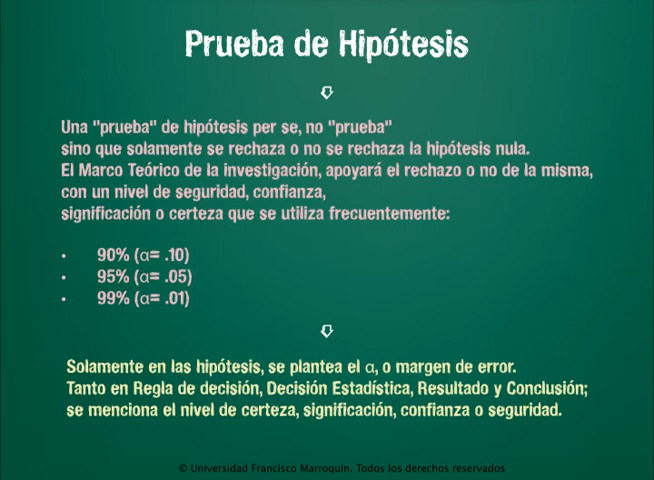 Prueba de Hipótesis
Una "prueba" de hipótesis per se, no "prueba"
sino que solamente se rechaza o no se rechaza la hipótesis nula.
El Marco Teórico de la investigación, apoyará el rechazo o no de la misma,
con un nivel de seguridad, confianza,
significación o certeza que se utiliza frecuentemente:
• 90% (α= .10)
• 95% (α= .05)
• 99% (α= .01)
Solamente en las hipótesis, se plantea el α, o margen de error.
Tanto en Regla de decisión, Decisión Estadística, Resultado y Conclusión;
se menciona el nivel de certeza, significación, confianza o seguridad.
© Universidad Francisco Marroquín. Todos los derechos reservados